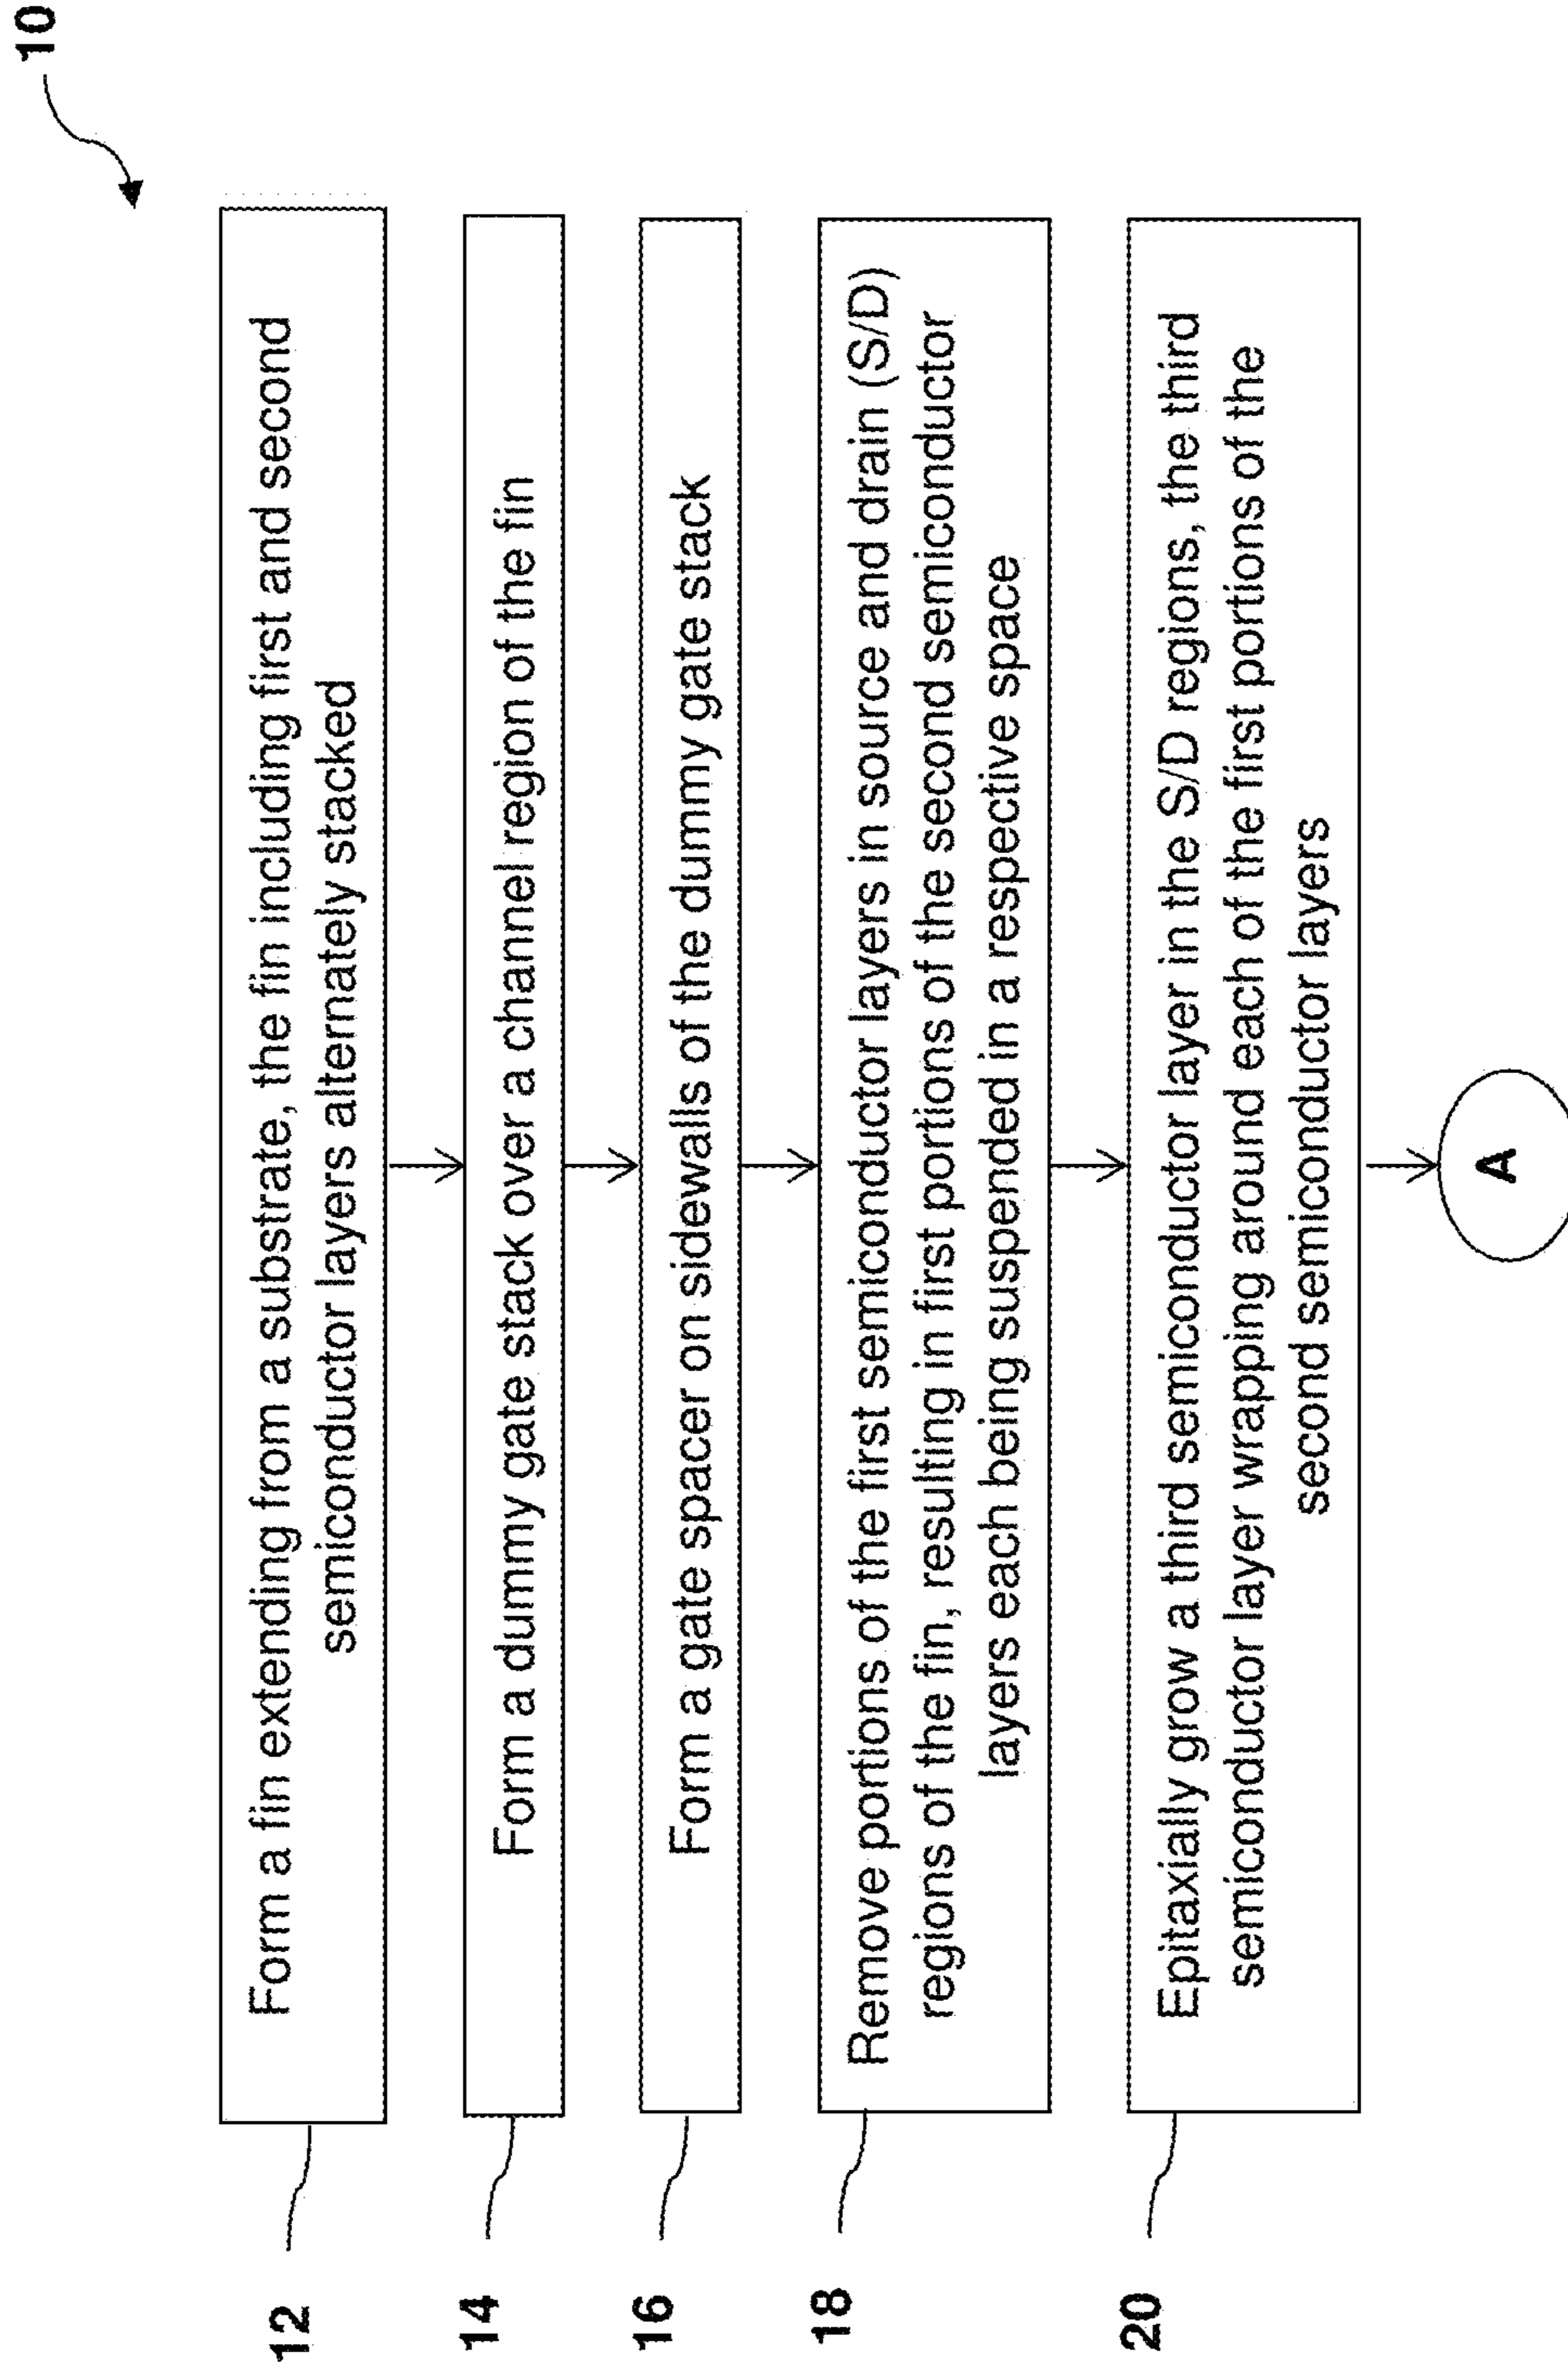 10
12
Form a fin extending from a substrate, the fin including first and second
semiconductor layers alternately stacked
14
Form a dummy gate stack over a channel region of the fin
16
Form a gate spacer on sidewalls of the dummy gate stack
18
Remove portions of the first semiconductor layers in source and drain (S/D)
regions of the fin, resulting in first portions of the second semiconductor
layers each being suspended in a respective space
20
Epitaxially grow a third semiconductor layer in the S/D regions, the third
semiconductor layer wrapping around each of the first portions of the
second semiconductor layers
A